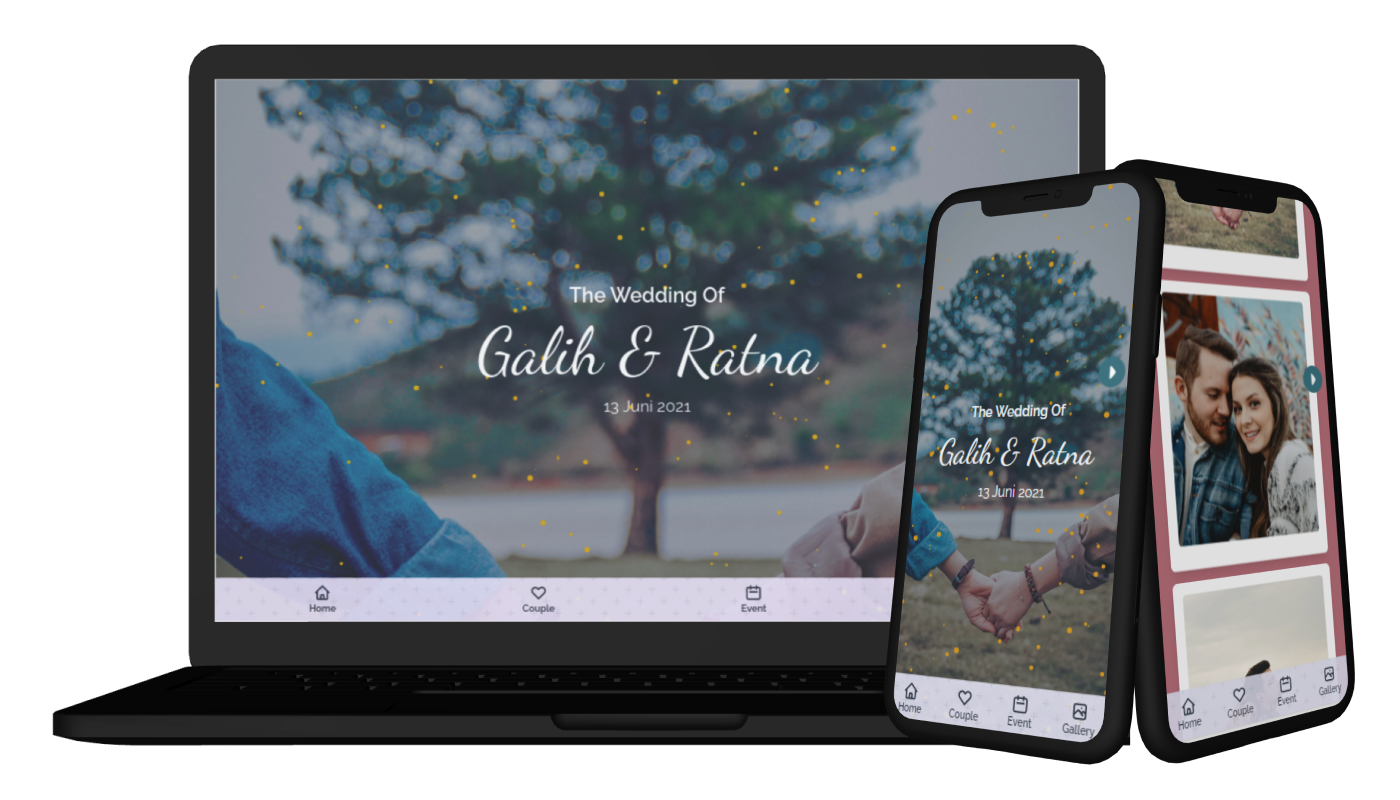 The Wedding Of
Galih & Ratna
13 Juni 2021
Home
Couple
Event
The Wedding Of
Galih & Ratna
13 Juni 2021
Home
Couple
Event
Gallery
Home
Couple
Event
Gallery